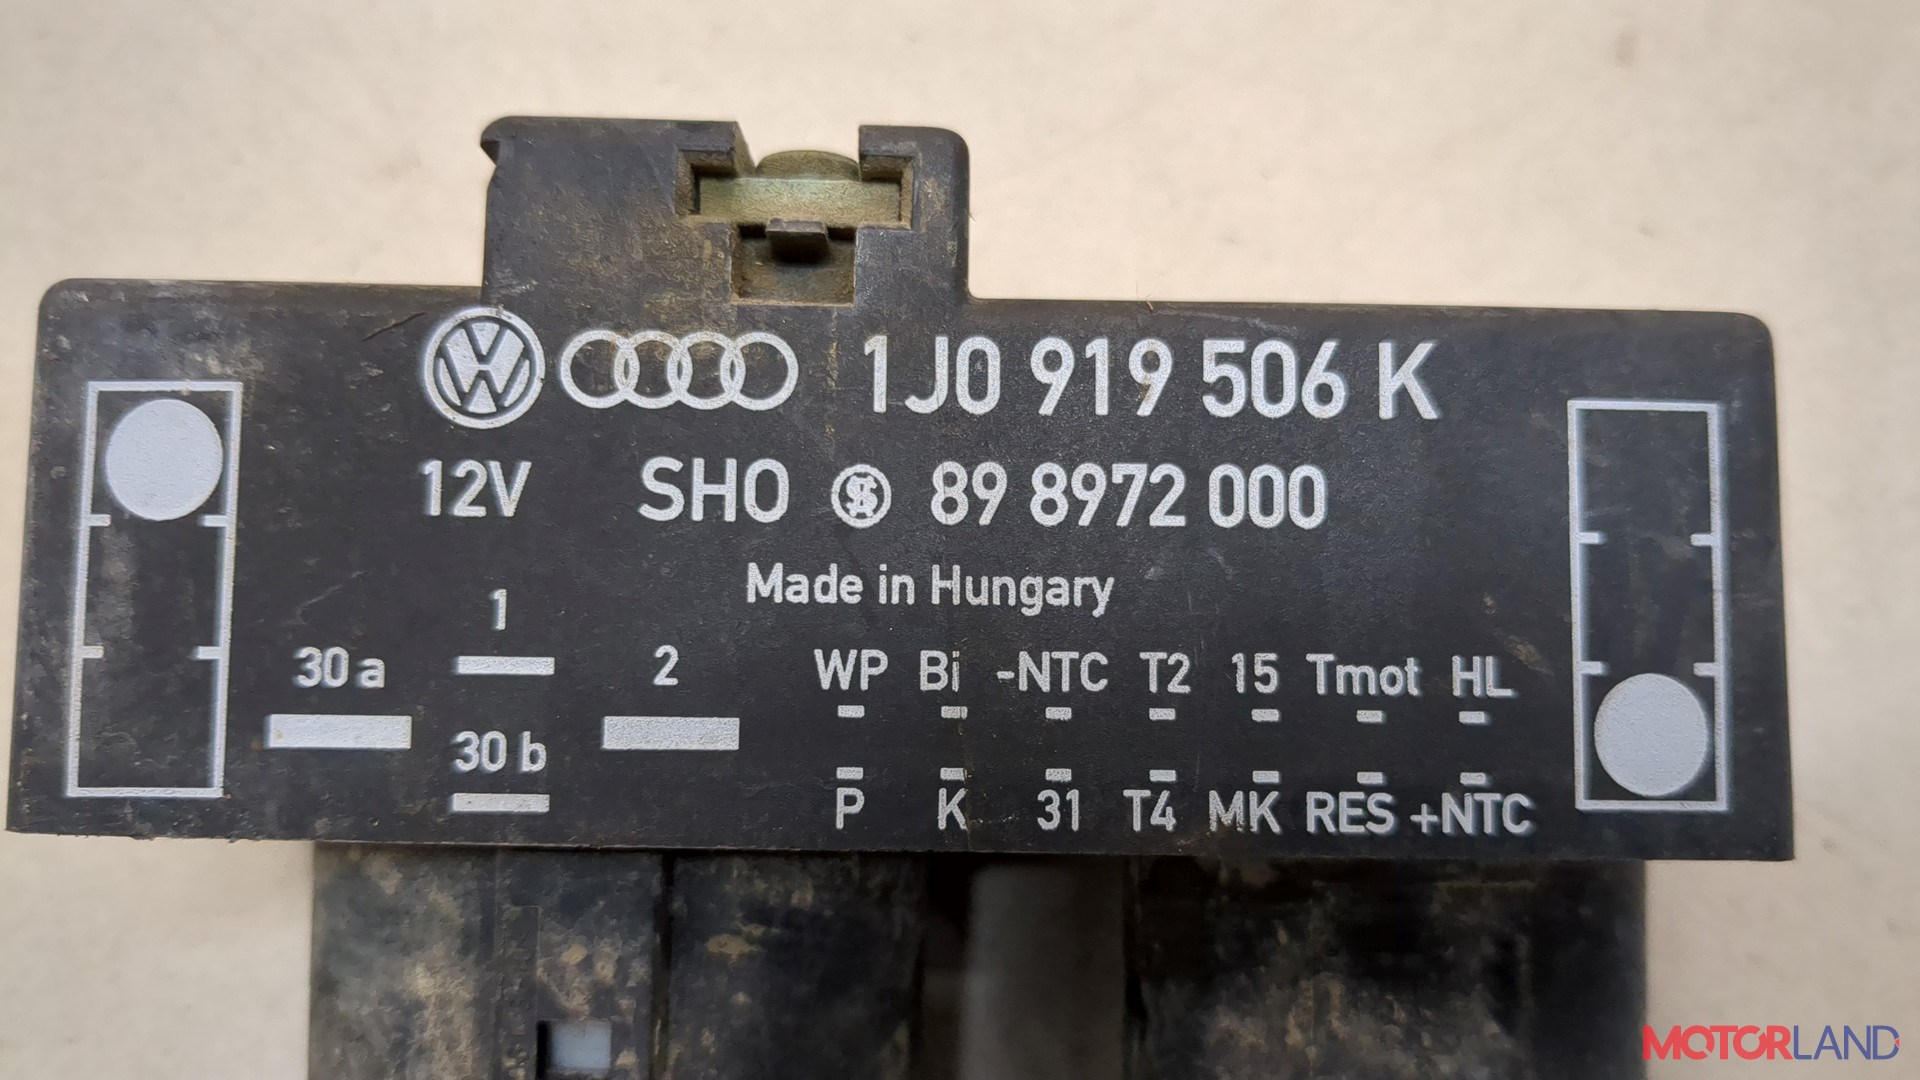 1J0 919 506 K
12V SHO 89 8972 000
Made in Hungary
1
30 a 2 WP Bi -NTC T2 15 Tmot HL
30 b
P K 31 T4 MK RES +NTC
MOTORLAND